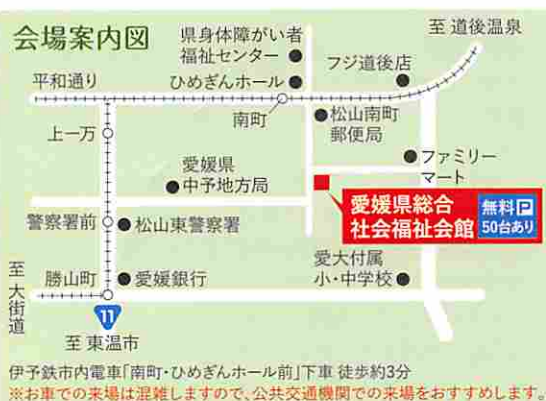 会場案内図
県身体障がい者
福祉センター
至 道後温泉
フジ道後店
平和通り
ひめぎんホール
南町
松山南町
郵便局
上一万
ファミリー
マート
愛媛県
中予地方局
愛媛県総合
社会福祉会館
無料P
50台あり
警察署前
松山東警察署
愛大付属
小・中学校
至 大街道
勝山町
愛媛銀行
11
至 東温市
伊予鉄市内電車「南町・ひめぎんホール前」下車 徒歩約3分
※お車での来場は混雑しますので、公共交通機関での来場をおすすめします。